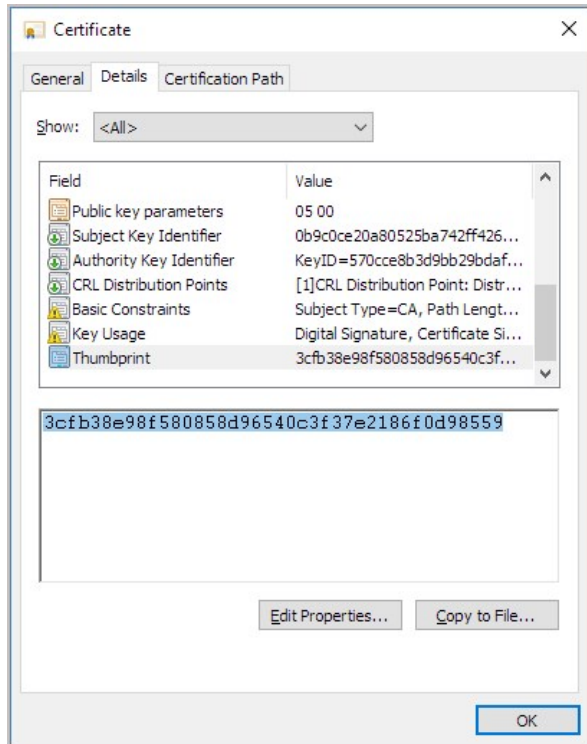 Certificate
General Details Certification Path
Show: <All>
Field Value
Public key parameters 05 00
Subject Key Identifier 0b9c0ce20a80525ba742ff426...
Authority Key Identifier KeyID=570cce8b3d9bb29bdaf...
CRL Distribution Points [1]CRL Distribution Point: Distr...
Basic Constraints Subject Type=CA, Path Lengt...
Key Usage Digital Signature, Certificate Si...
Thumbprint 3cfb38e98f580858d96540c3f...
3cfb38e98f580858d96540c3f37e2186f0d98559
Edit Properties... Copy to File...
OK